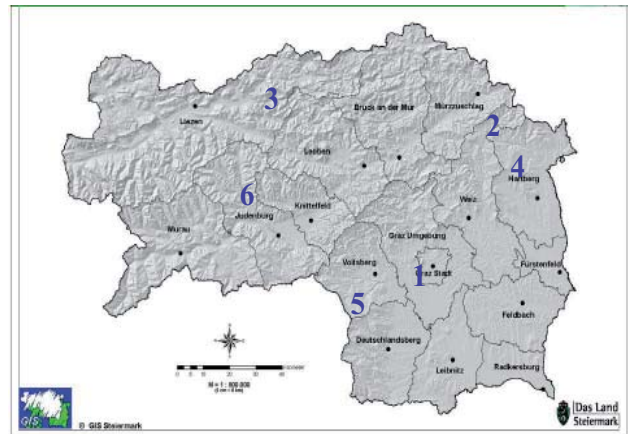 3
Bruck an der Mur
Mürzzuschlag
Liezen
2
Leoben
4
Hartberg
6
Knittelfeld
Judenburg
Weiz
Murau
Graz Umgebung
Voitsberg
1
Graz Stadt
Fürstenfeld
5
Feldbach
Deutschlandsberg
Leibnitz
Radkersburg
GIS
© GIS Steiermark
Das Land
Steiermark